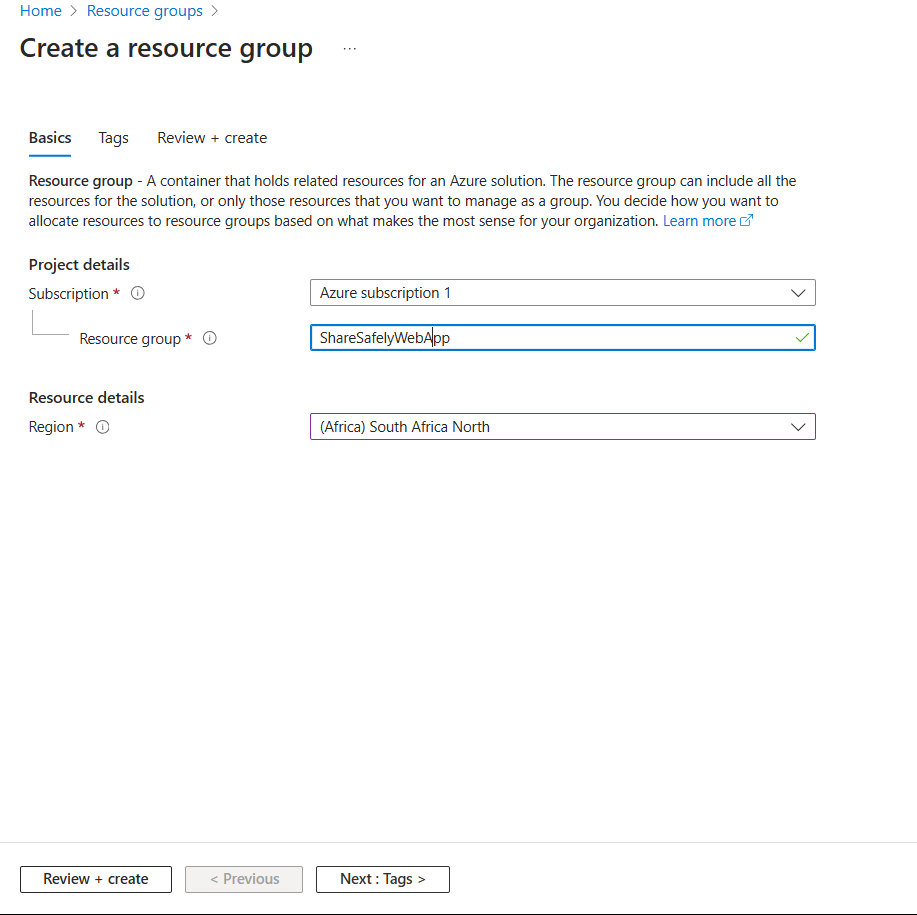 Home > Resource groups >
Create a resource group ...
Basics Tags Review + create
Resource group - A container that holds related resources for an Azure solution. The resource group can include all the
resources for the solution, or only those resources that you want to manage as a group. You decide how you want to
allocate resources to resource groups based on what makes the most sense for your organization. Learn more
Project details
Subscription * Azure subscription 1
Resource group * ShareSafelyWebApp
Resource details
Region * (Africa) South Africa North
Review + create < Previous Next : Tags >